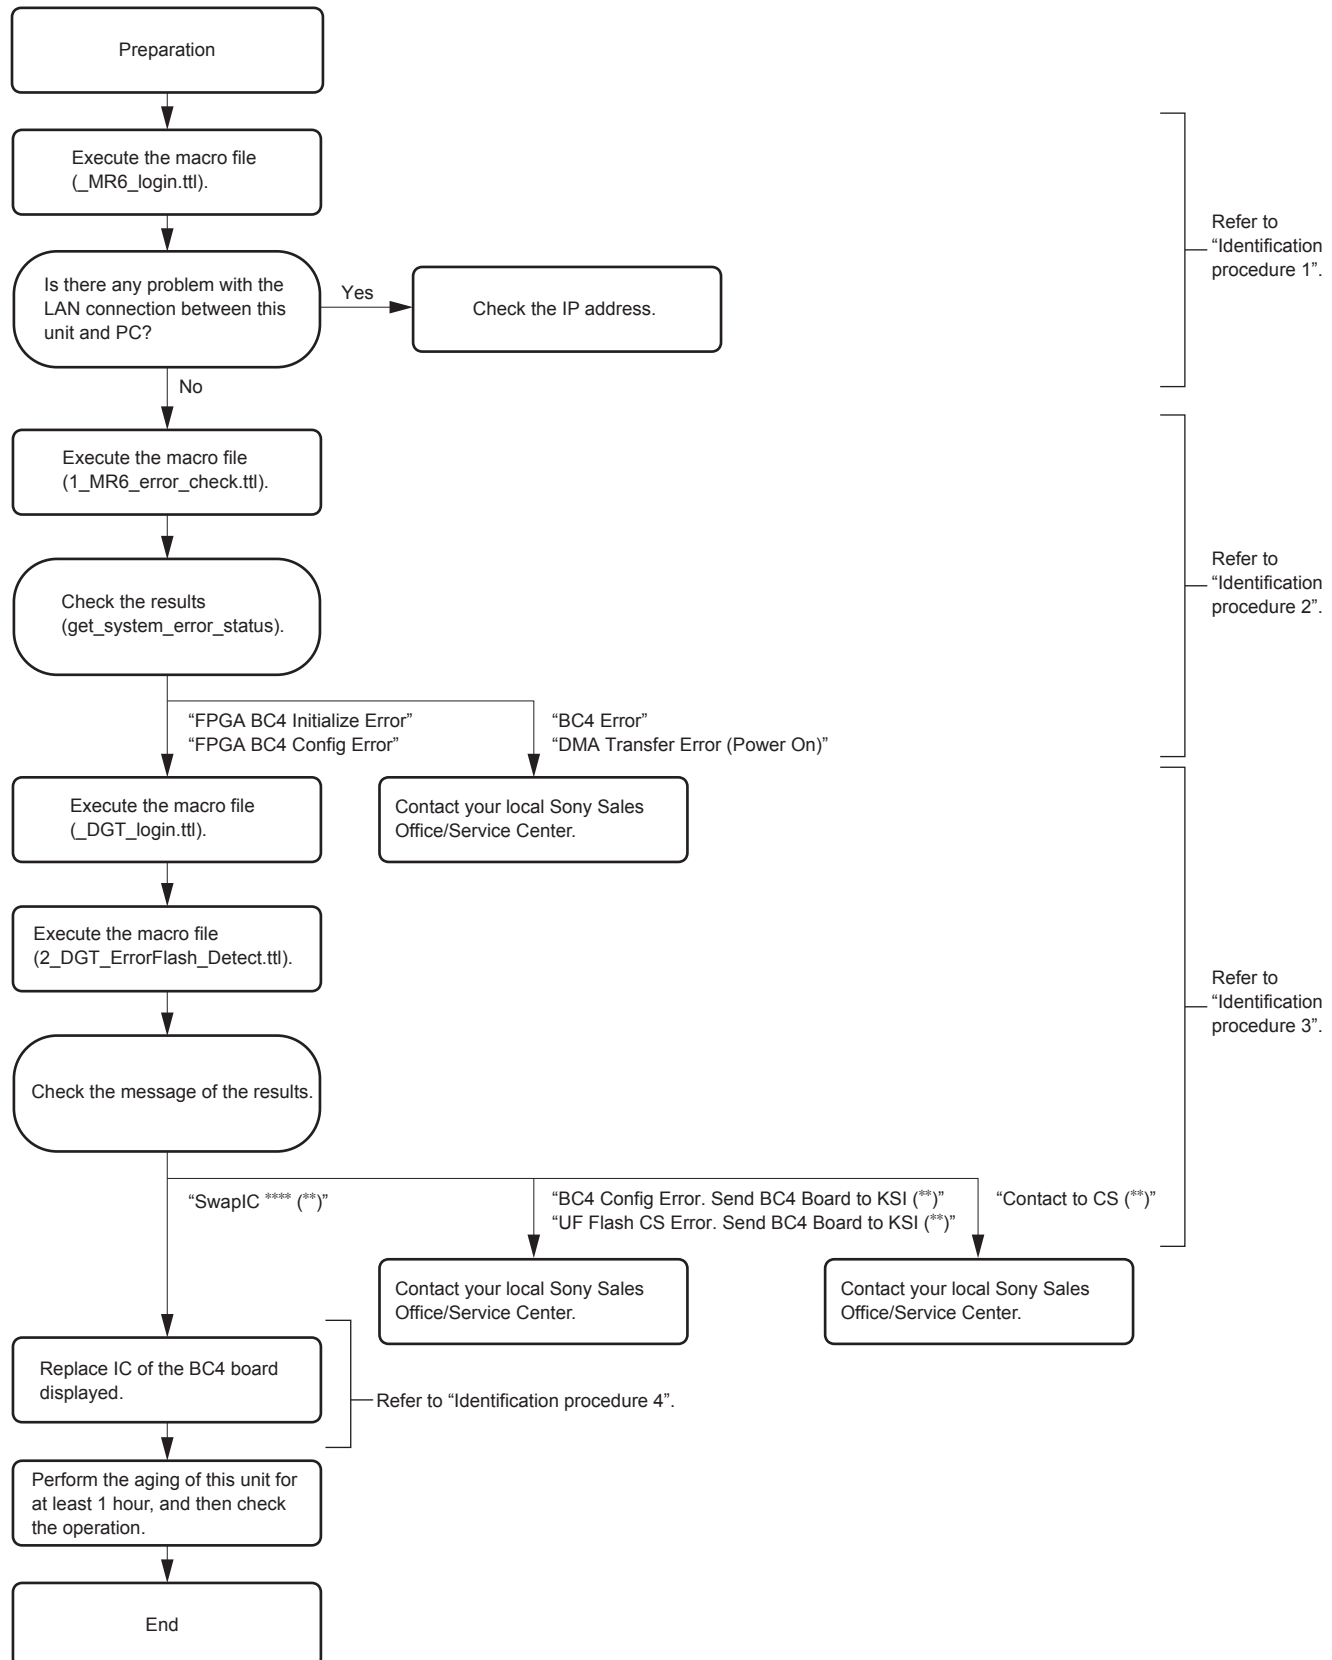 Preparation
Execute the macro file
(_MR6_login.ttl).
Is there any problem with the
LAN connection between this
unit and PC?
Yes
Check the IP address.
No
Refer to
“Identification
procedure 1”.
Execute the macro file
(1_MR6_error_check.ttl).
Check the results
(get_system_error_status).
Refer to
“Identification
procedure 2”.
“FPGA BC4 Initialize Error”
“FPGA BC4 Config Error”
“BC4 Error”
“DMA Transfer Error (Power On)”
Execute the macro file
(_DGT_login.ttl).
Contact your local Sony Sales
Office/Service Center.
Execute the macro file
(2_DGT_ErrorFlash_Detect.ttl).
Check the message of the results.
Refer to
“Identification
procedure 3”.
“SwapIC **** (**)”
“BC4 Config Error. Send BC4 Board to KSI (**)”
“UF Flash CS Error. Send BC4 Board to KSI (**)”
“Contact to CS (**)”
Contact your local Sony Sales
Office/Service Center.
Contact your local Sony Sales
Office/Service Center.
Replace IC of the BC4 board
displayed.
Refer to “Identification procedure 4”.
Perform the aging of this unit for
at least 1 hour, and then check
the operation.
End